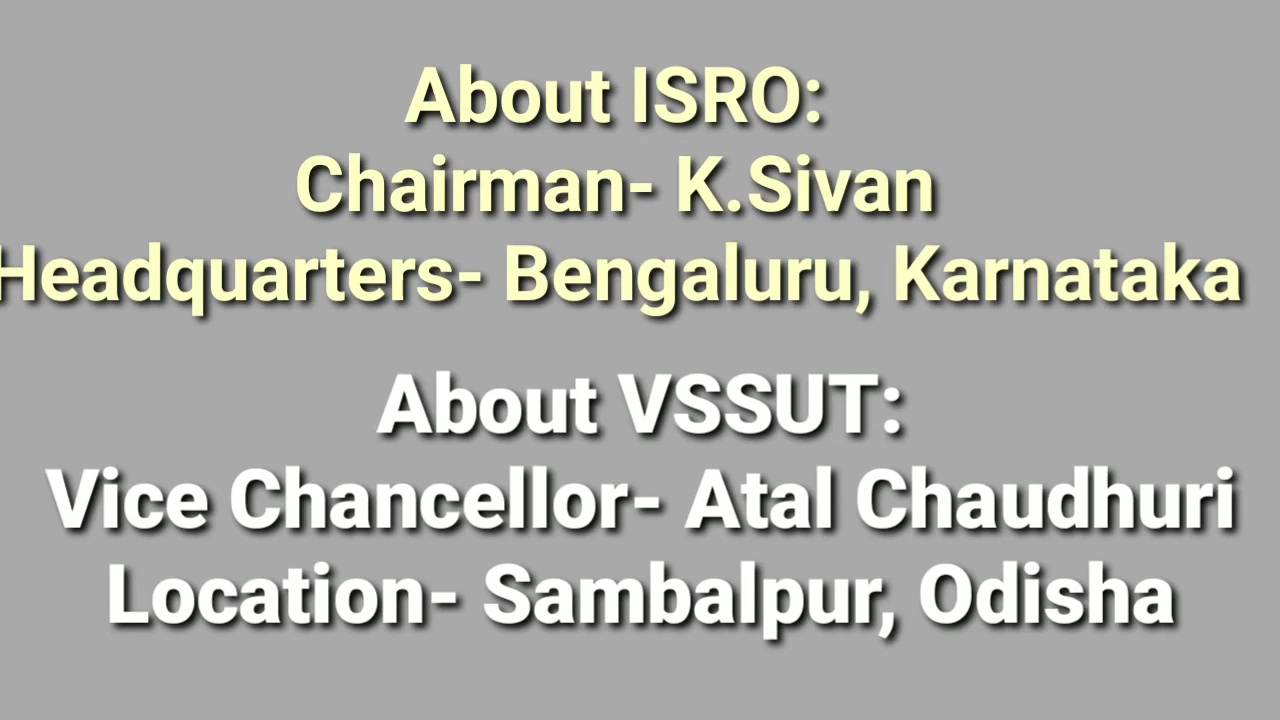 About ISRO:
Chairman- K.Sivan
Headquarters- Bengaluru, Karnataka
About VSSUT:
Vice Chancellor- Atal Chaudhuri
Location- Sambalpur, Odisha